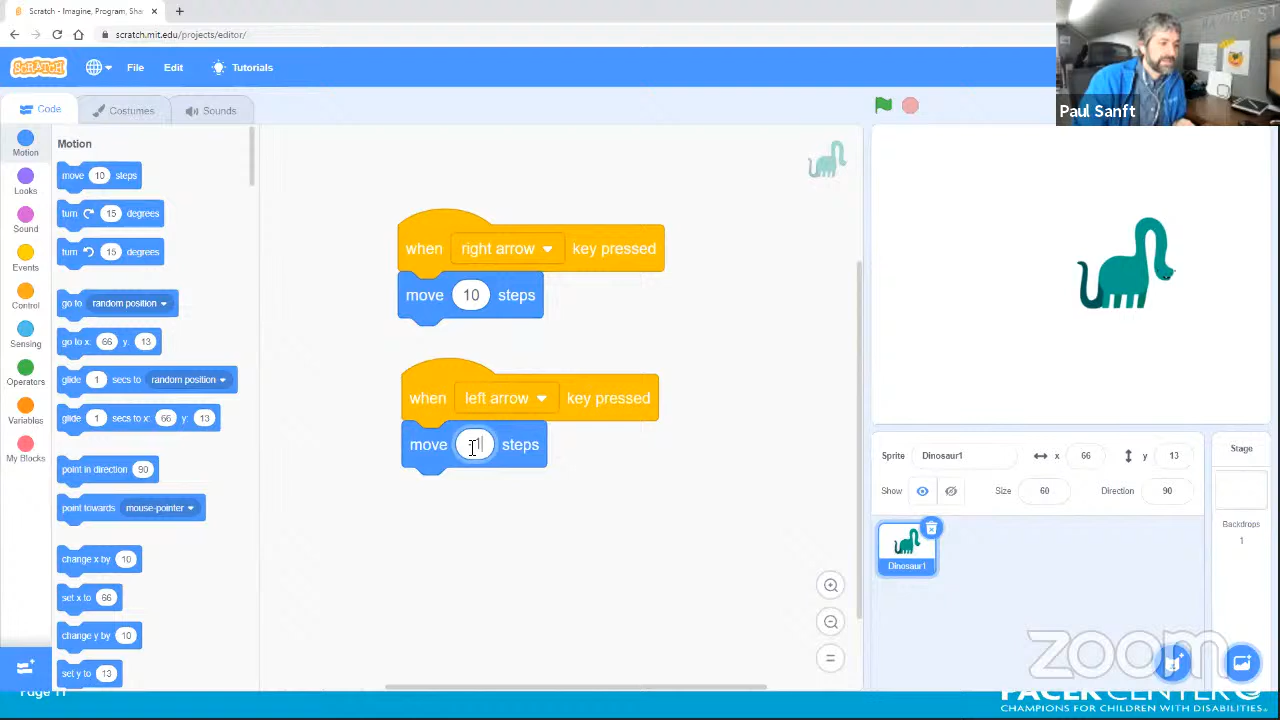 Scratch - Imagine, Program, Shar
scratch.mit.edu/projects/editor/
SCRATCH
File
Edit
Tutorials
Paul Sanft
Code
Costumes
Sounds
Motion
Looks
Sound
Events
Control
Sensing
Operators
Variables
My Blocks
Motion
move 10 steps
turn 15 degrees
turn 15 degrees
go to random position
go to x: 66 y: 13
glide 1 secs to random position
glide 1 secs to x: 66 y: 13
point in direction 90
point towards mouse-pointer
change x by 10
set x to 66
change y by 10
set y to 13
when right arrow key pressed
move 10 steps
when left arrow key pressed
move steps
Sprite Dinosaur1 x 66 y 13
Show Size 60 Direction 90
Dinosaur1
Stage
Backdrops
1
zoom
Page 11
PACER CENTER
CHAMPIONS FOR CHILDREN WITH DISABILITIES®